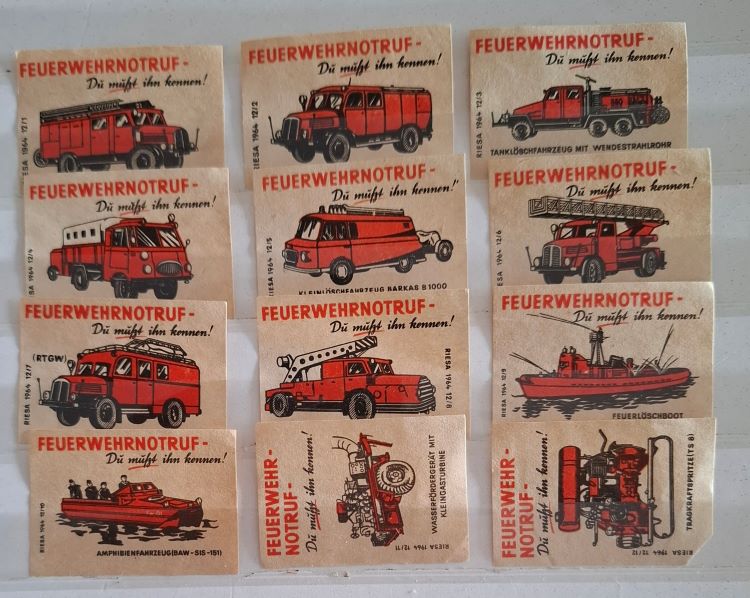 FEUERWEHRNOTRUF-
Du mußt ihn kennen!
RIESA 1964 12/1
FEUERWEHRNOTRUF-
Du mußt ihn kennen!
RIESA 1964 12/2
FEUERWEHRNOTRUF-
Du mußt ihn kennen!
RIESA 1964 12/3
TANKLÖSCHFAHRZEUG MIT WENDESTRAHLROHR
FEUERWEHRNOTRUF-
Du mußt ihn kennen!
RIESA 1964 12/4
FEUERWEHRNOTRUF-
Du mußt ihn kennen!"
RIESA 1964 12/5
KLEINLÖSCHFAHRZEUG BARKAS B 1000
FEUERWEHRNOTRUF-
Du mußt ihn kennen!
RIESA 1964 12/6
FEUERWEHRNOTRUF-
Du mußt ihn kennen!
(RTGW)
RIESA 1964 12/7
FEUERWEHRNOTRUF-
Du mußt ihn kennen!
RIESA 1964 12/8
FEUERWEHRNOTRUF-
Du mußt ihn kennen!
RIESA 1964 12/9
FEUERLÖSCHBOOT
FEUERWEHRNOTRUF-
Du mußt ihn kennen!
RIESA 1964 12/10
AMPHIBIENFAHRZEUG (BAW-SIS-151)
FEUERWEHR-
NOTRUF-
Du mußt ihn kennen!
WASSERFÖRDERGERÄT MIT
KLEINGASTURBINE
RIESA 1964 12/11
FEUERWEHR-
NOTRUF-
Du mußt ihn kennen!
TRAGKRAFTSPRITZE (TS 8)
RIESA 1964 12/12